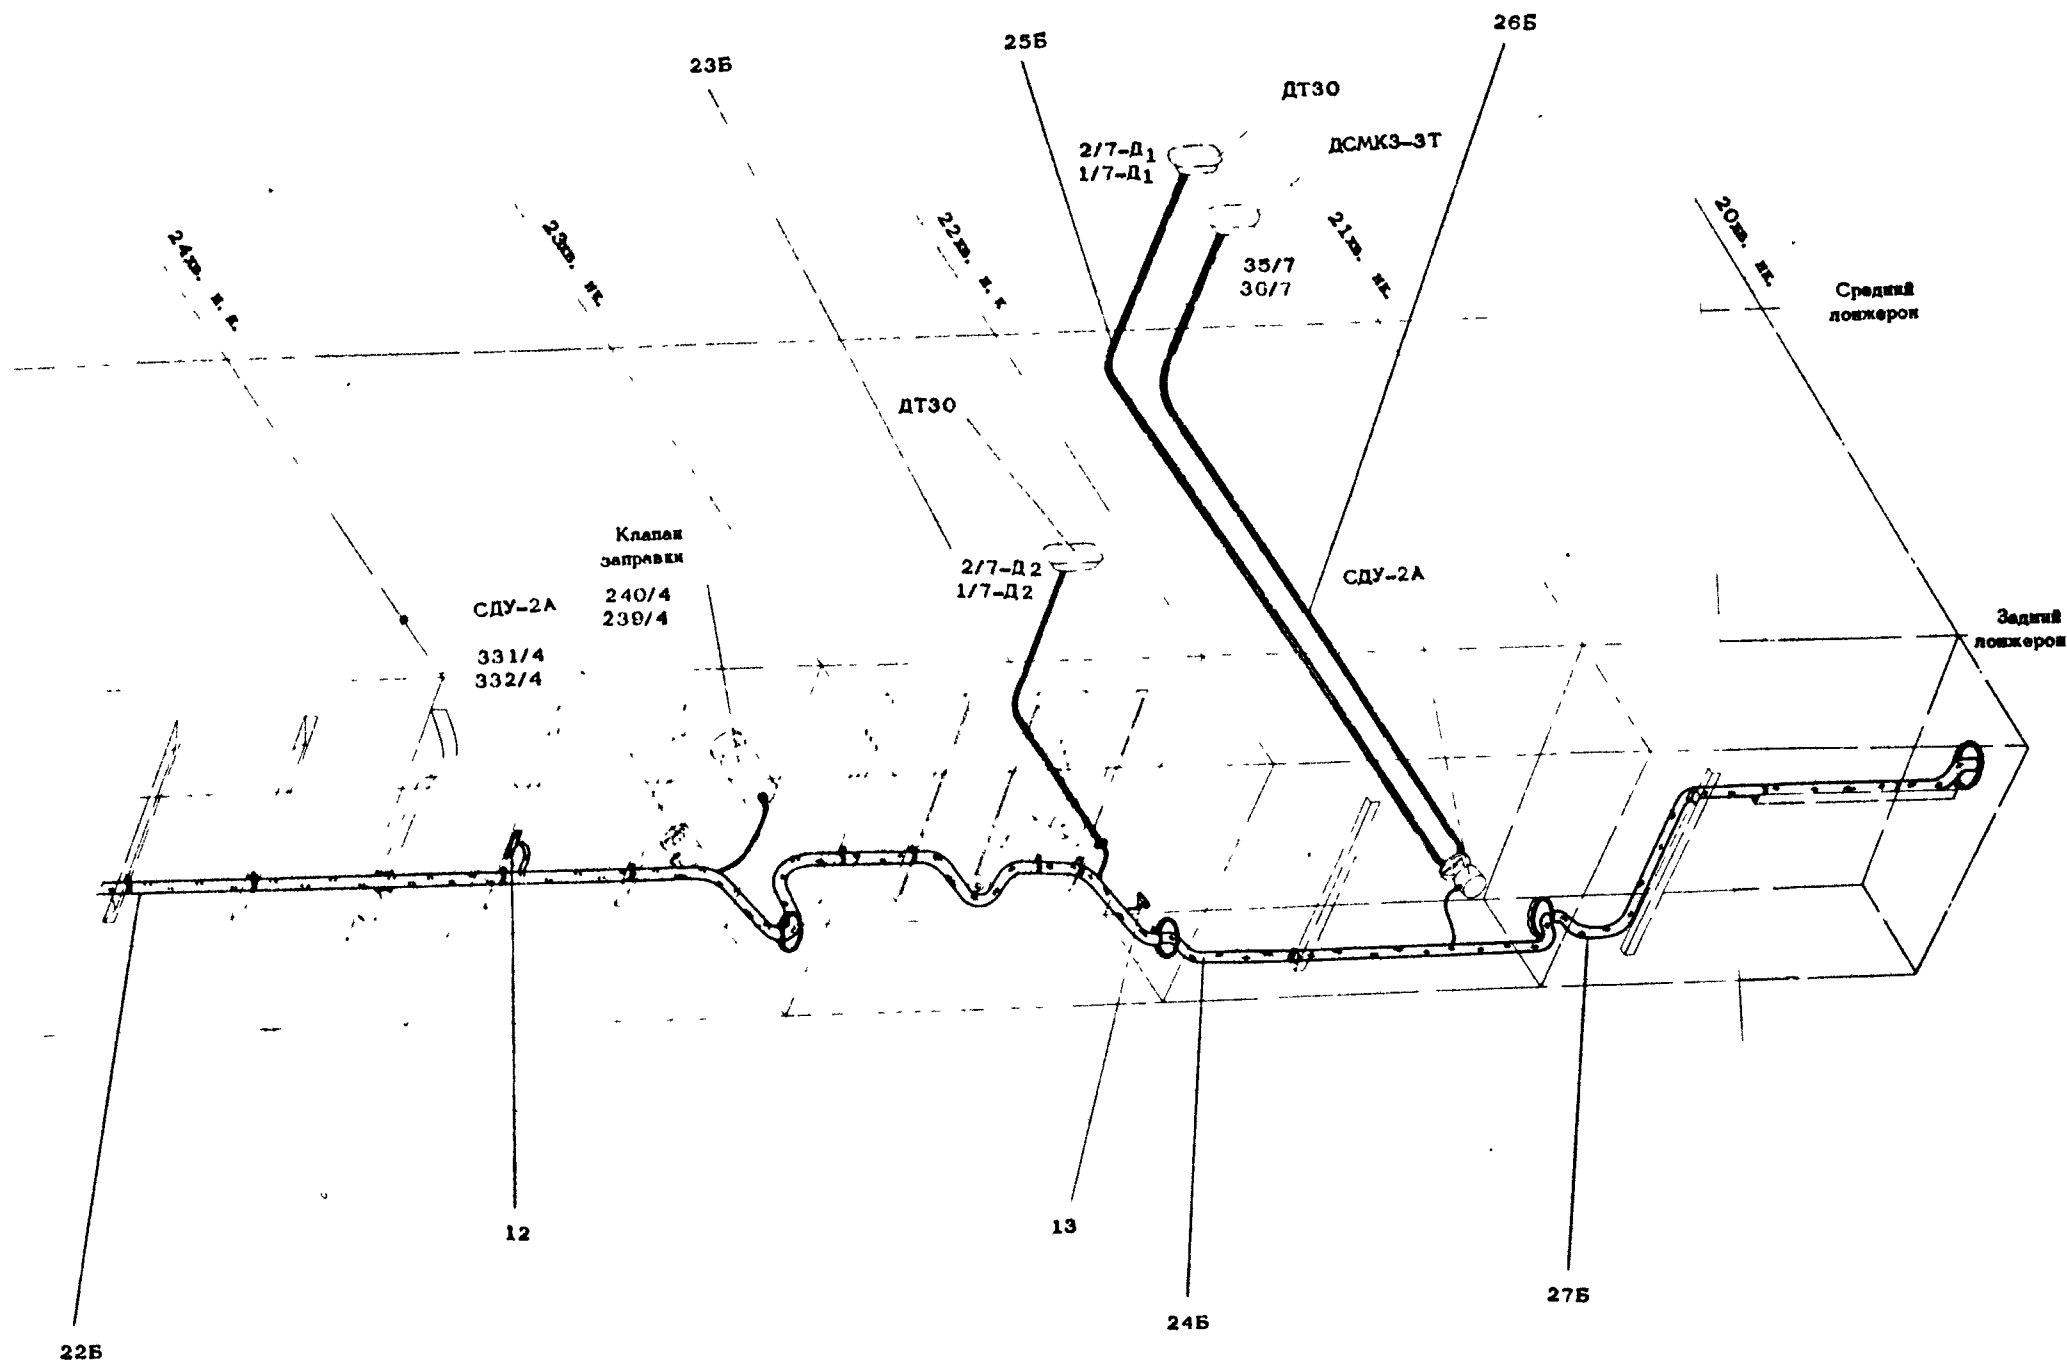 26Б
25Б
23Б
ДТ30
ДСМК3-3Т
2/7-Д1
1/7-Д1
24хв. н. к.
23хв. нк.
22хв. н. к
21хв. нк.
20хв. нк.
35/7
36/7
Средний
лонжерон
ДТ30
Клапан
заправки
240/4
239/4
СДУ-2А
331/4
332/4
2/7-Д2
1/7-Д2
СДУ-2А
Задний
лонжерон
12
13
24Б
27Б
22Б